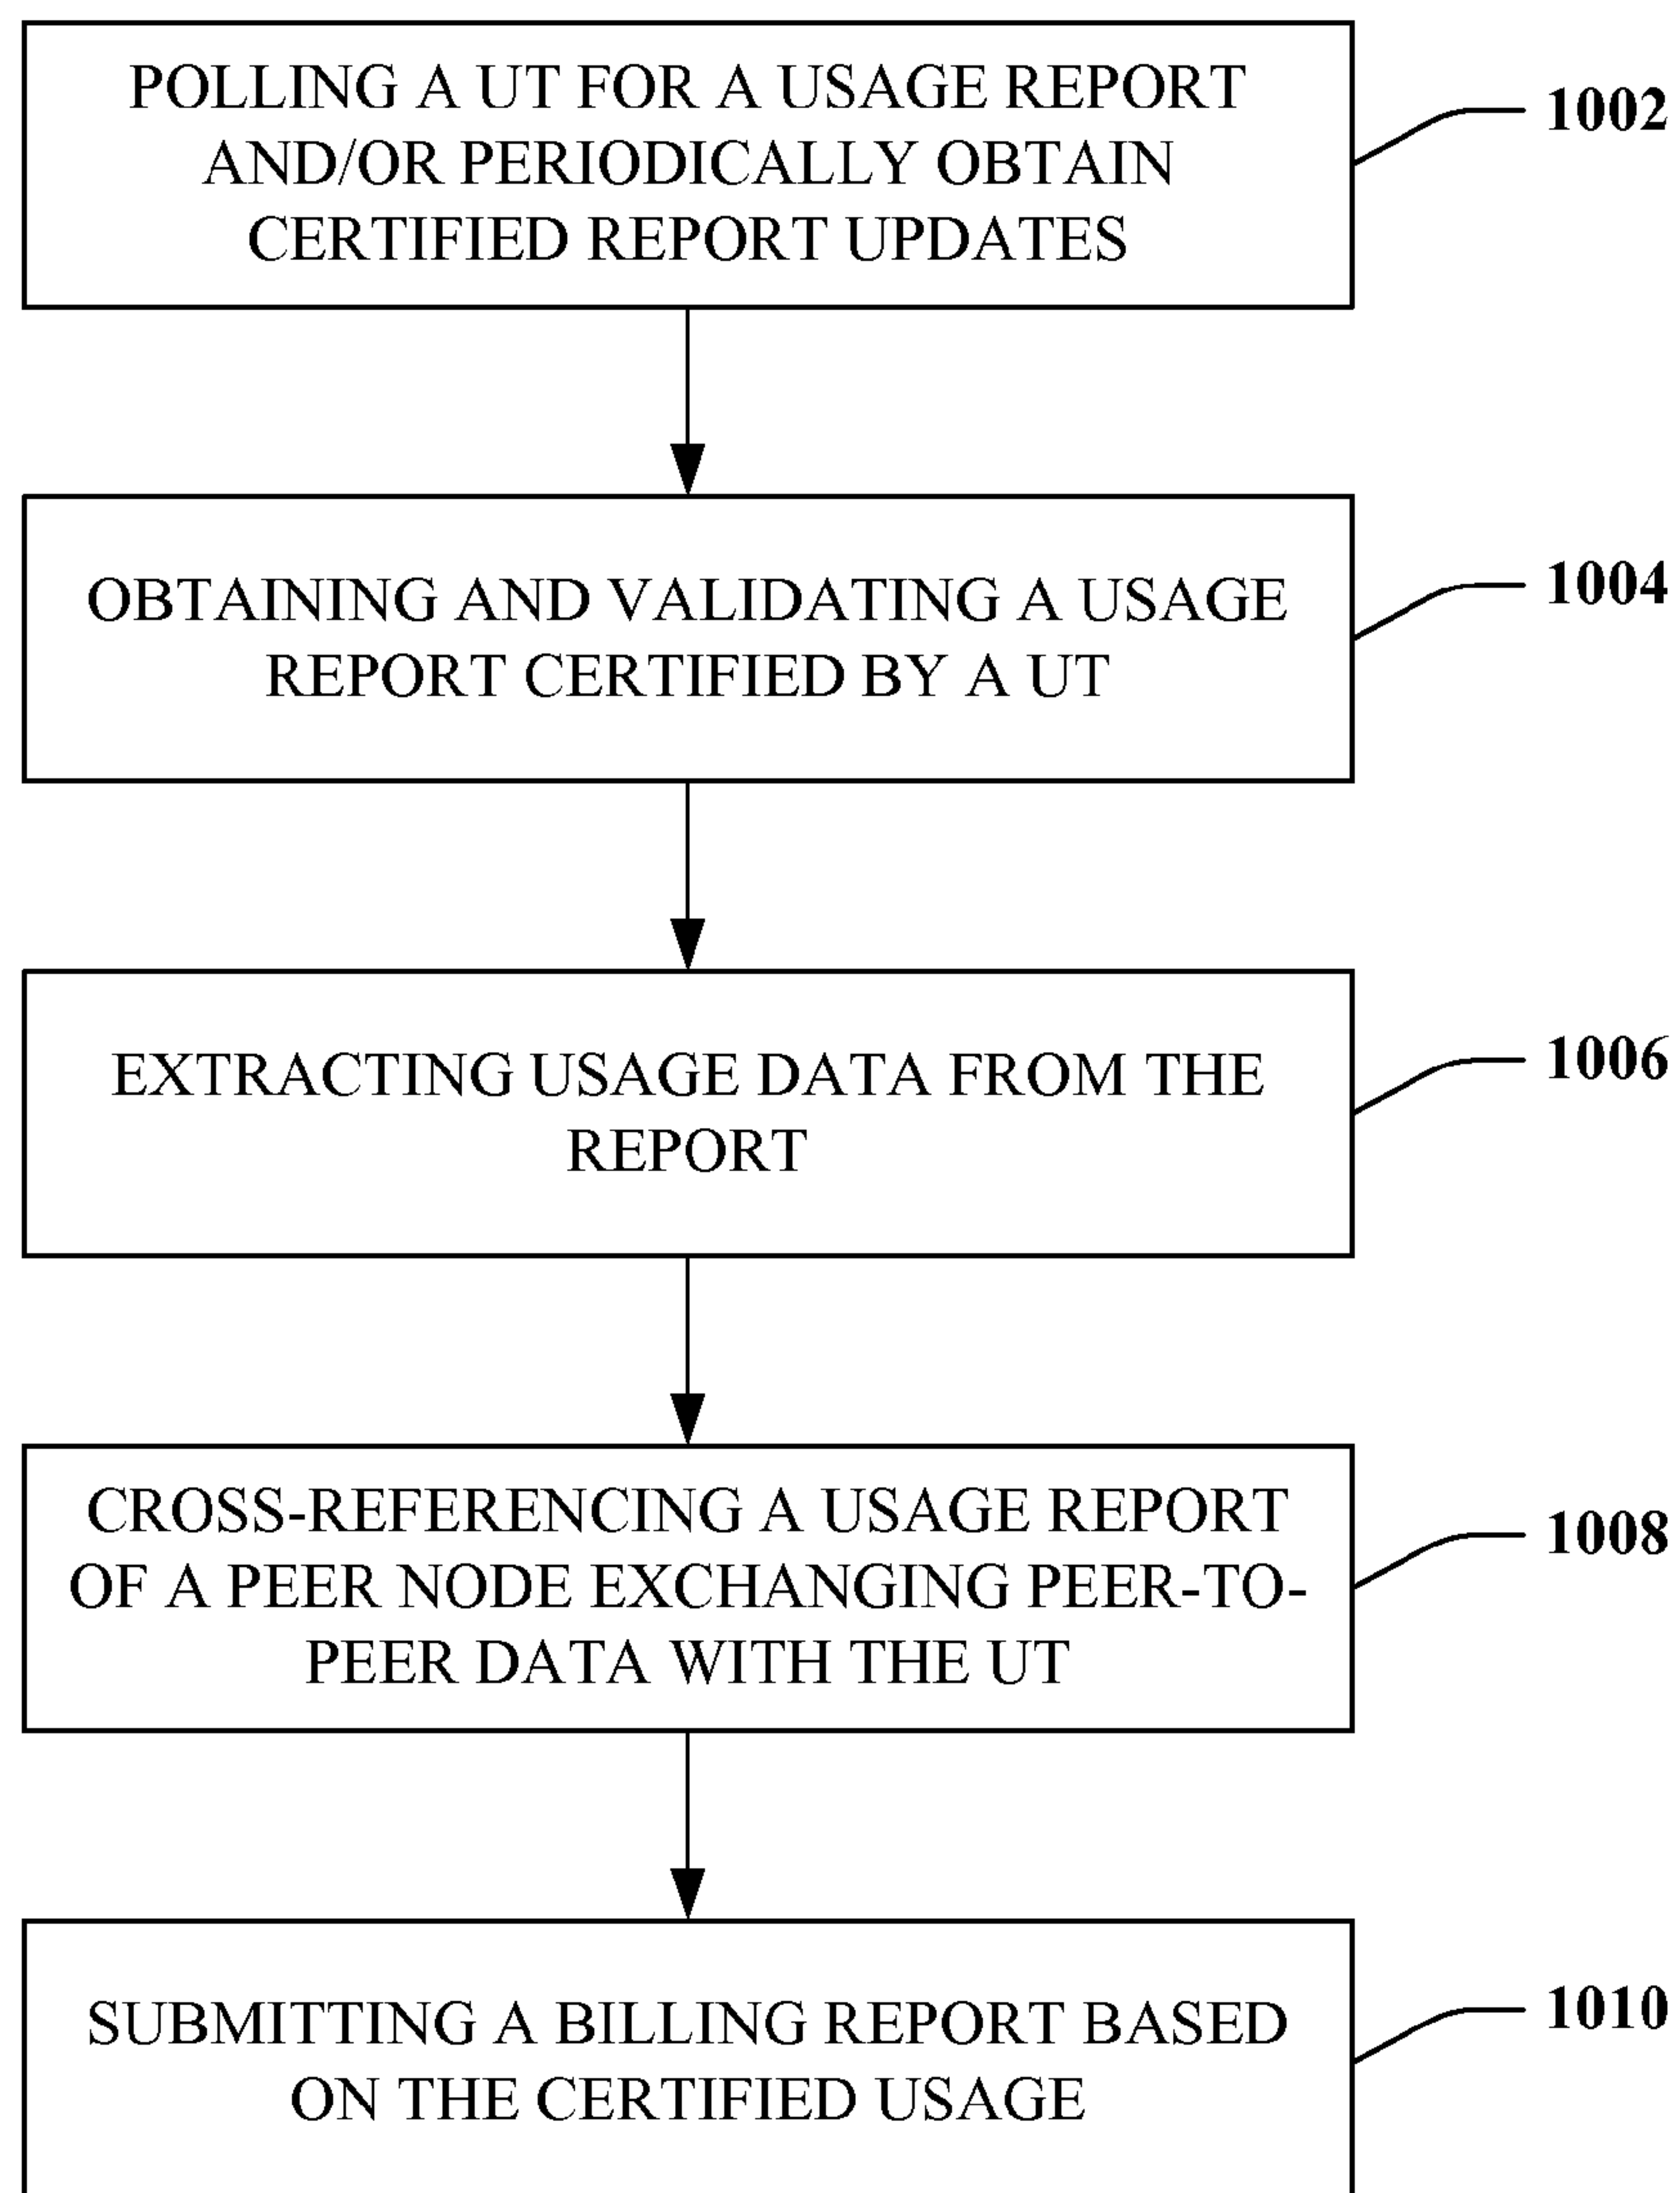 POLLING A UT FOR A USAGE REPORT
AND/OR PERIODICALLY OBTAIN
CERTIFIED REPORT UPDATES
1002
OBTAINING AND VALIDATING A USAGE
REPORT CERTIFIED BY A UT
1004
EXTRACTING USAGE DATA FROM THE
REPORT
1006
CROSS-REFERENCING A USAGE REPORT
OF A PEER NODE EXCHANGING PEER-TO-
PEER DATA WITH THE UT
1008
SUBMITTING A BILLING REPORT BASED
ON THE CERTIFIED USAGE
1010